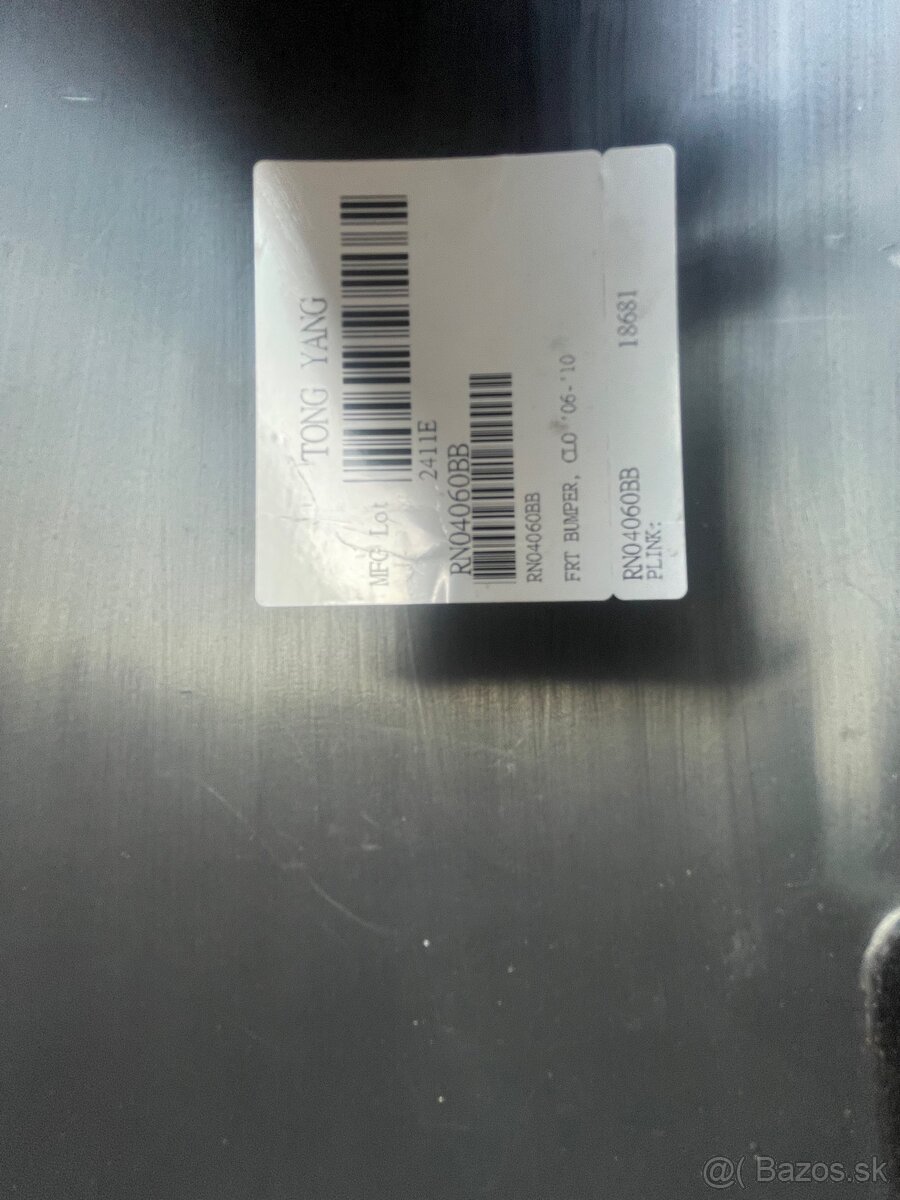 TONG YANG
MFG Lot
2411E
RN04060BB
RN04060BB
FRT BUMPER, CLO '06-'10
RN04060BB 18681
PLINK:
@( Bazos.sk